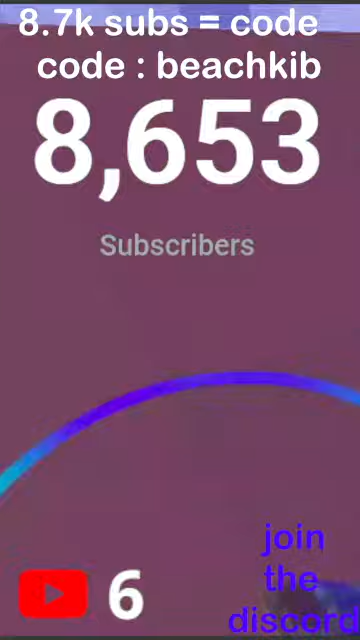 8.7k subs = code
code : beachkib
8,653
Subscribers
6
join
the
discord